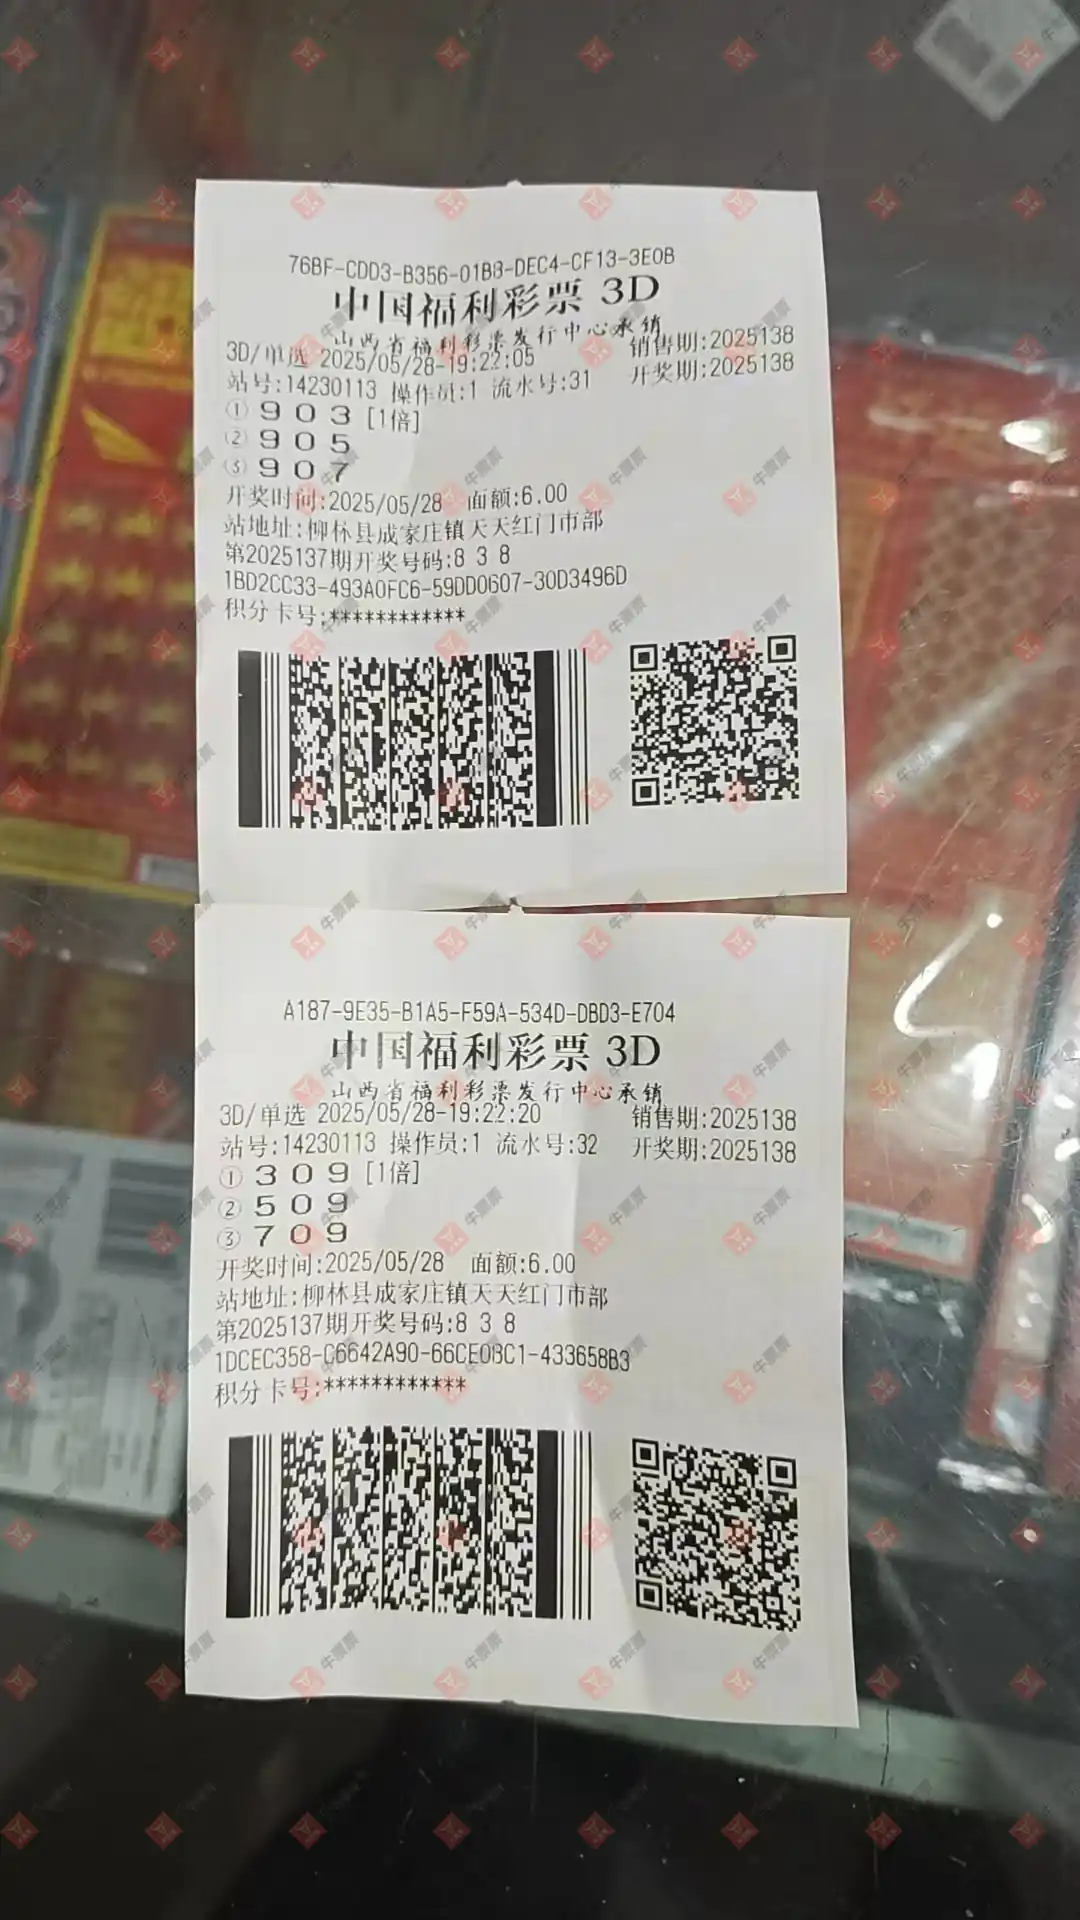 76BF-CDD3-B356-01B8-DEC4-CF13-3E0B
中国福利彩票 3D
山西省福利彩票发行中心承销
3D/单选 2025/05/28-19:22:05 销售期:2025138
站号:14230113 操作员:1 流水号:31 开奖期:2025138
① 9 0 3 [1倍]
② 9 0 5
③ 9 0 7
开奖时间:2025/05/28 面额:6.00
站地址:柳林县成家庄镇天天红门市部
第2025137期开奖号码:8 3 8
1BD2CC33-493A0FC6-59DD0607-30D3496D
积分卡号:************
A187-9E35-B1A5-F59A-534D-DBD3-E704
中国福利彩票 3D
山西省福利彩票发行中心承销
3D/单选 2025/05/28-19:22:20 销售期:2025138
站号:14230113 操作员:1 流水号:32 开奖期:2025138
① 3 0 9 [1倍]
② 5 0 9
③ 7 0 9
开奖时间:2025/05/28 面额:6.00
站地址:柳林县成家庄镇天天红门市部
第2025137期开奖号码:8 3 8
1DCEC358-C6642A90-66CE08C1-433658B3
积分卡号:************
牛票票